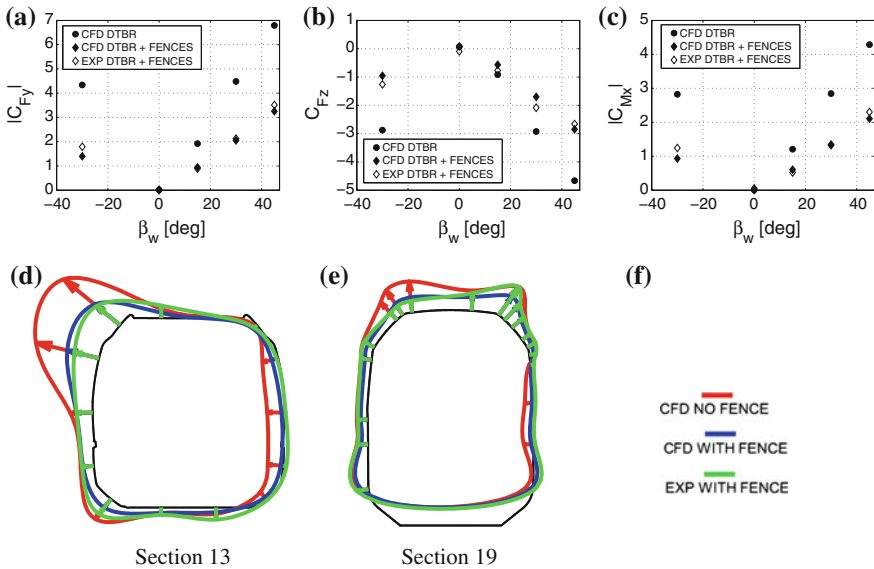 (a)
7
6
5
4
3
2
1
0
|C_Fy|
CFD DTBR
CFD DTBR + FENCES
EXP DTBR + FENCES
−40 −20 0 20 40
β_w [deg]
(b)
1
0
−1
−2
−3
−4
−5
C_Fz
CFD DTBR
CFD DTBR + FENCES
EXP DTBR + FENCES
−40 −20 0 20 40
β_w [deg]
(c)
5
4
3
2
1
0
|C_Mx|
CFD DTBR
CFD DTBR + FENCES
EXP DTBR + FENCES
−40 −20 0 20 40
β_w [deg]
(d)
Section 13
(e)
Section 19
(f)
CFD NO FENCE
CFD WITH FENCE
EXP WITH FENCE